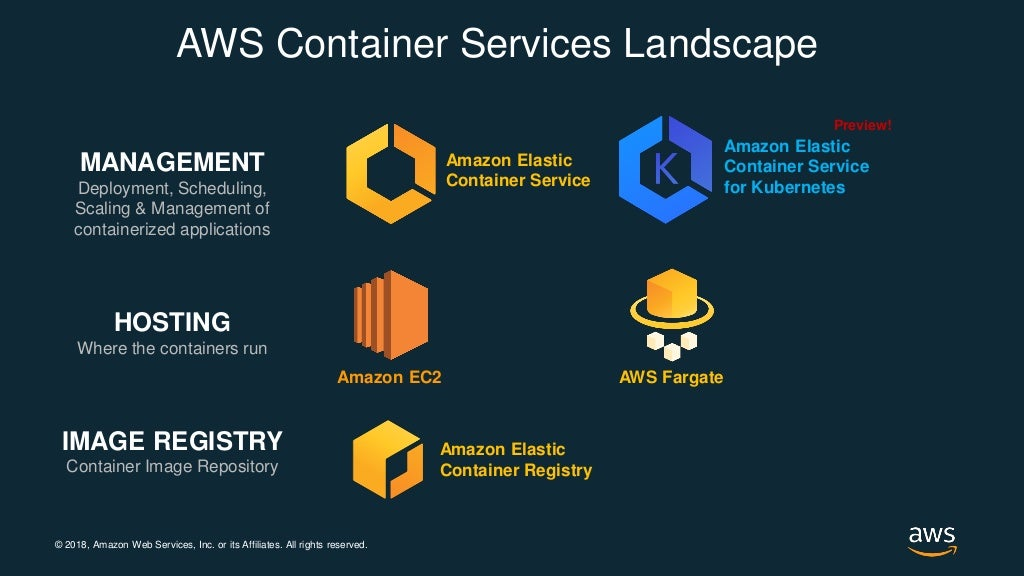 AWS Container Services Landscape
MANAGEMENT
Deployment, Scheduling,
Scaling & Management of
containerized applications
Amazon Elastic
Container Service
K
Preview!
Amazon Elastic
Container Service
for Kubernetes
HOSTING
Where the containers run
Amazon EC2
AWS Fargate
IMAGE REGISTRY
Container Image Repository
Amazon Elastic
Container Registry
© 2018, Amazon Web Services, Inc. or its Affiliates. All rights reserved.
aws